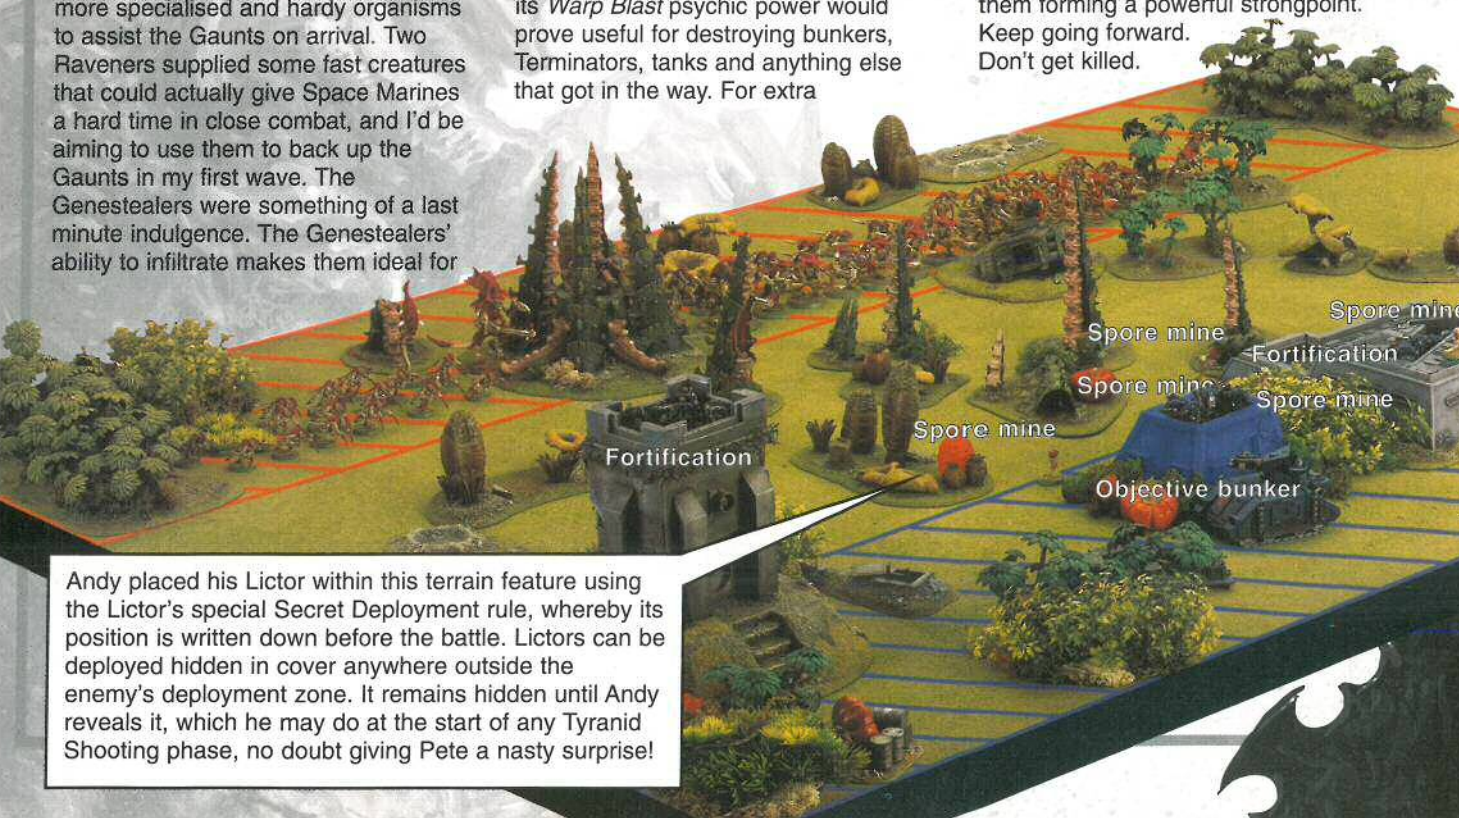 more specialised and hardy organisms
to assist the Gaunts on arrival. Two
Raveners supplied some fast creatures
that could actually give Space Marines
a hard time in close combat, and I'd be
aiming to use them to back up the
Gaunts in my first wave. The
Genestealers were something of a last
minute indulgence. The Genestealers'
ability to infiltrate makes them ideal for
its Warp Blast psychic power would
prove useful for destroying bunkers,
Terminators, tanks and anything else
that got in the way. For extra
them forming a powerful strongpoint.
Keep going forward.
Don't get killed.
Spore mine
Spore mine
Fortification
Spore mine
Spore mine
Spore mine
Fortification
Objective bunker
Andy placed his Lictor within this terrain feature using
the Lictor's special Secret Deployment rule, whereby its
position is written down before the battle. Lictors can be
deployed hidden in cover anywhere outside the
enemy's deployment zone. It remains hidden until Andy
reveals it, which he may do at the start of any Tyranid
Shooting phase, no doubt giving Pete a nasty surprise!